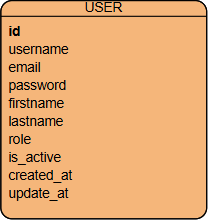 USER
id
username
email
password
firstname
lastname
role
is_active
created_at
update_at